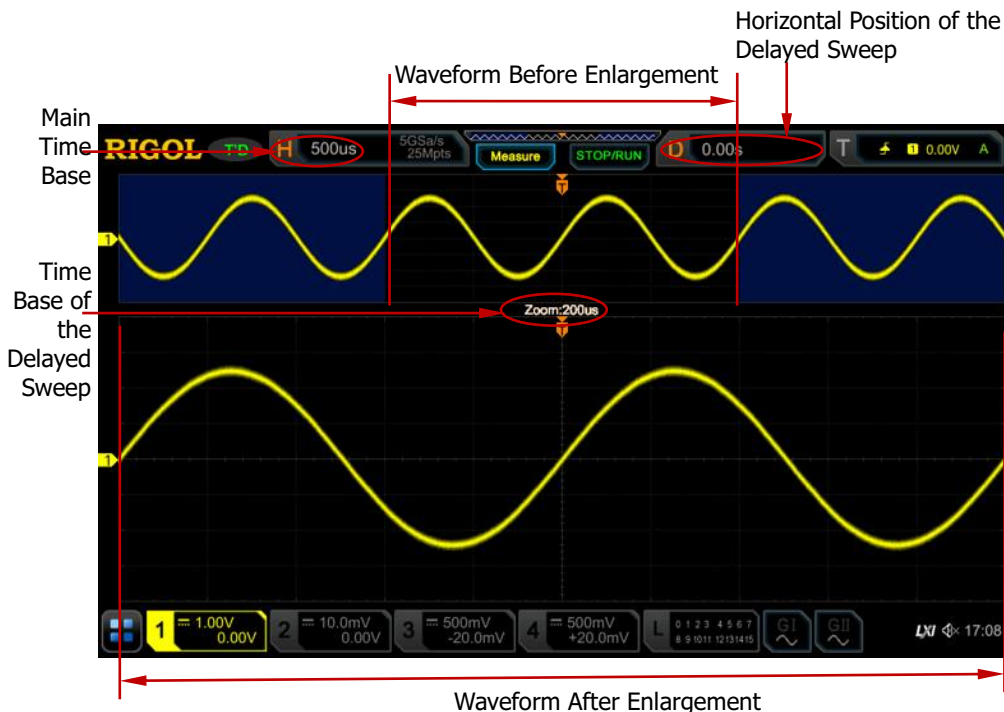 Horizontal Position of the
Delayed Sweep
Waveform Before Enlargement
Main
Time
Base
RIGOL T'D H 500us 5GSa/s
25Mpts
Measure STOP/RUN D 0.00s T 1 0.00V A
T
1
Time
Base of
the
Delayed
Sweep
Zoom:200us
T
1
1 1.00V
0.00V
2 10.0mV
0.00V
3 500mV
-20.0mV
4 500mV
+20.0mV
L 0 1 2 3 4 5 6 7
8 9 10 11 12 13 14 15
GI GII
LXI 17:08
Waveform After Enlargement